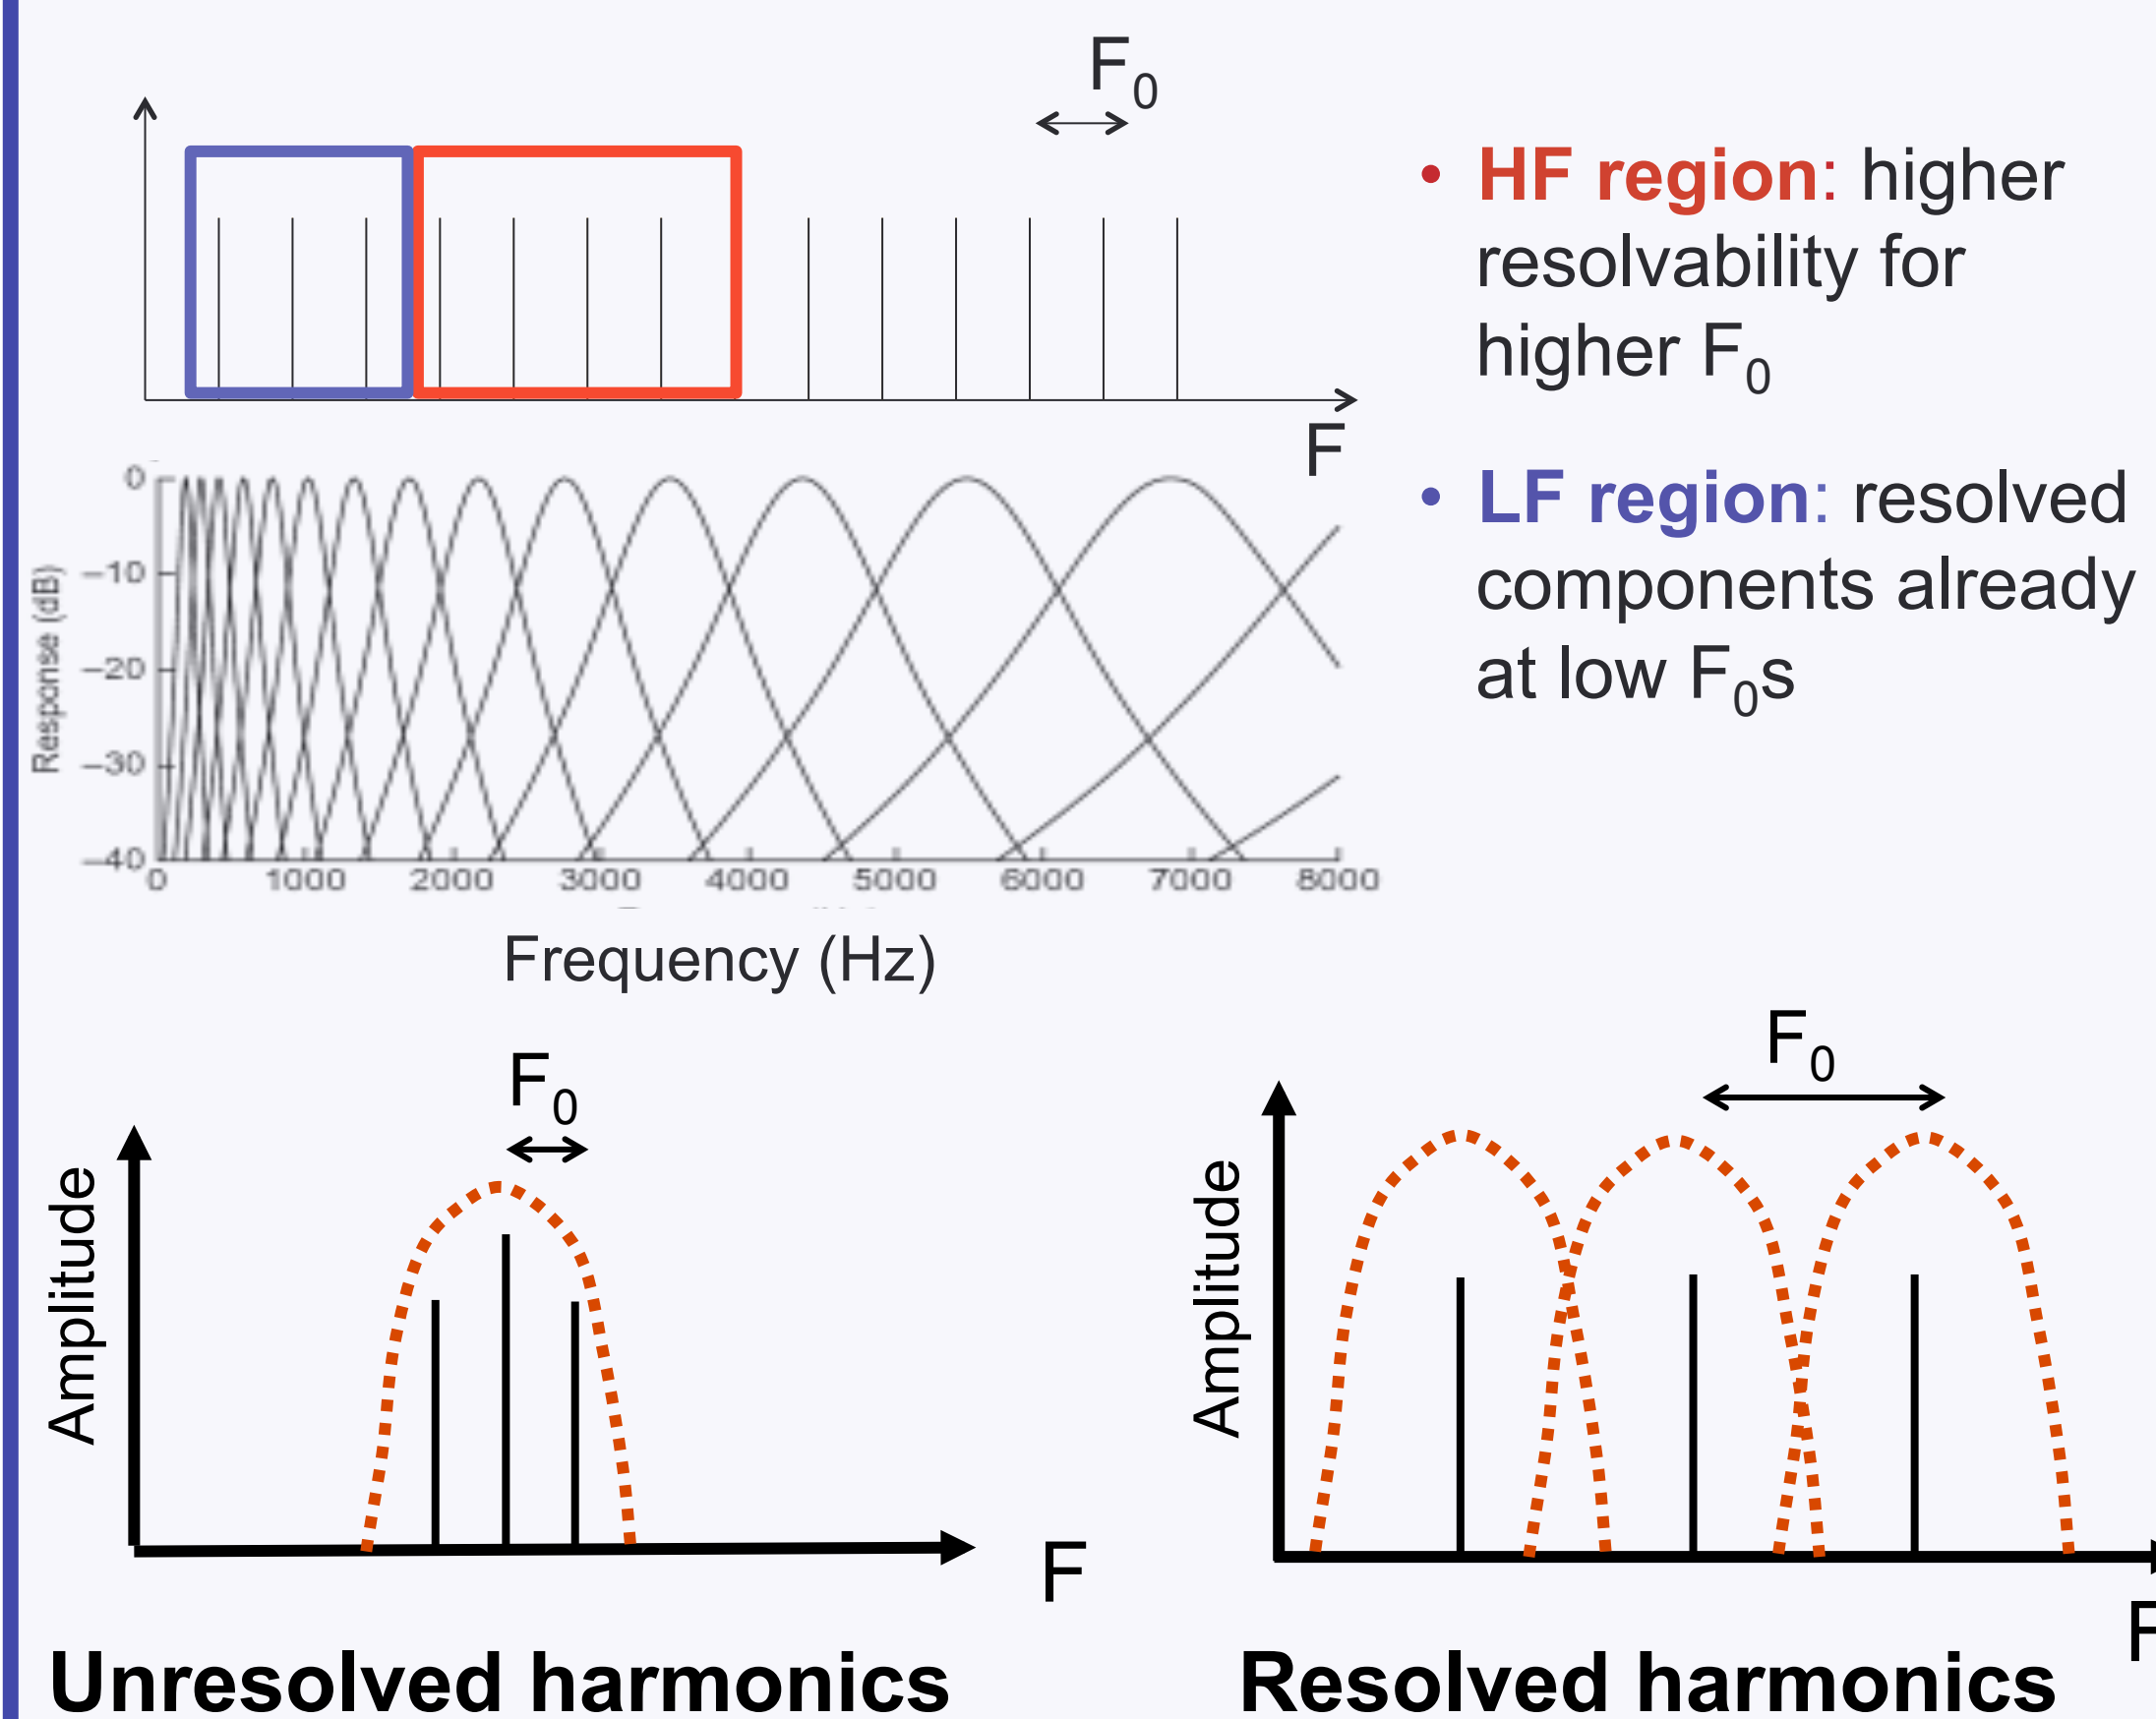 F0
F
• HF region: higher
resolvability for
higher F0
• LF region: resolved
components already
at low F0s
0
−10
−20
−30
−40
Response (dB)
0 1000 2000 3000 4000 5000 6000 7000 8000
Frequency (Hz)
F0
Amplitude
F
Unresolved harmonics
F0
Amplitude
F
Resolved harmonics